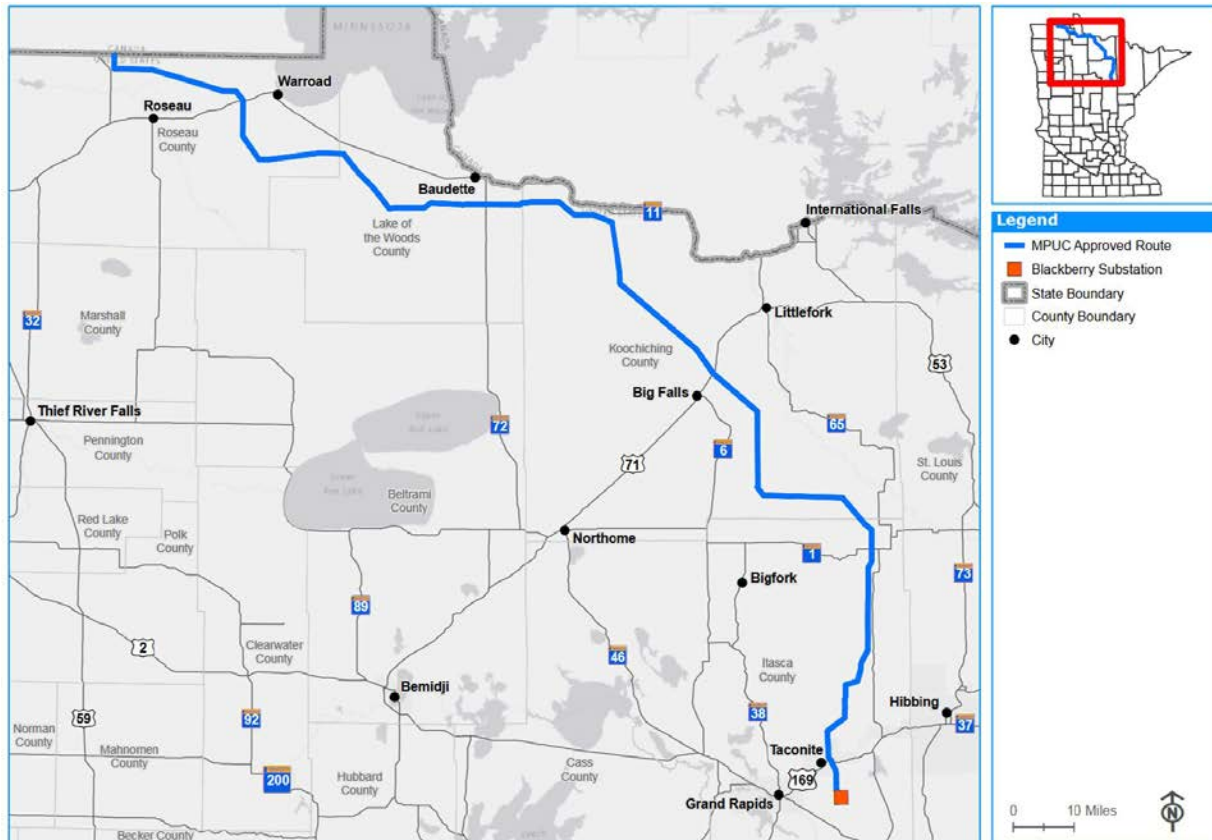 MINNESOTA
CANADA
UNITED STATES
Warroad
Roseau
Roseau
County
Baudette
11
International Falls
Lake of
the Woods
County
32
Marshall
County
Littlefork
Koochiching
County
53
Big Falls
Thief River Falls
72
65
Pennington
County
6
71
St. Louis
County
Beltrami
County
Red Lake
County
Polk
County
Northome
1
73
Bigfork
89
2
Clearwater
County
46
Itasca
County
Bemidji
Hibbing
59
92
38
37
Norman
County
Mahnomen
County
Taconite
Cass
County
169
200
Hubbard
County
Grand Rapids
Becker County
Legend
MPUC Approved Route
Blackberry Substation
State Boundary
County Boundary
City
0 10 Miles
N